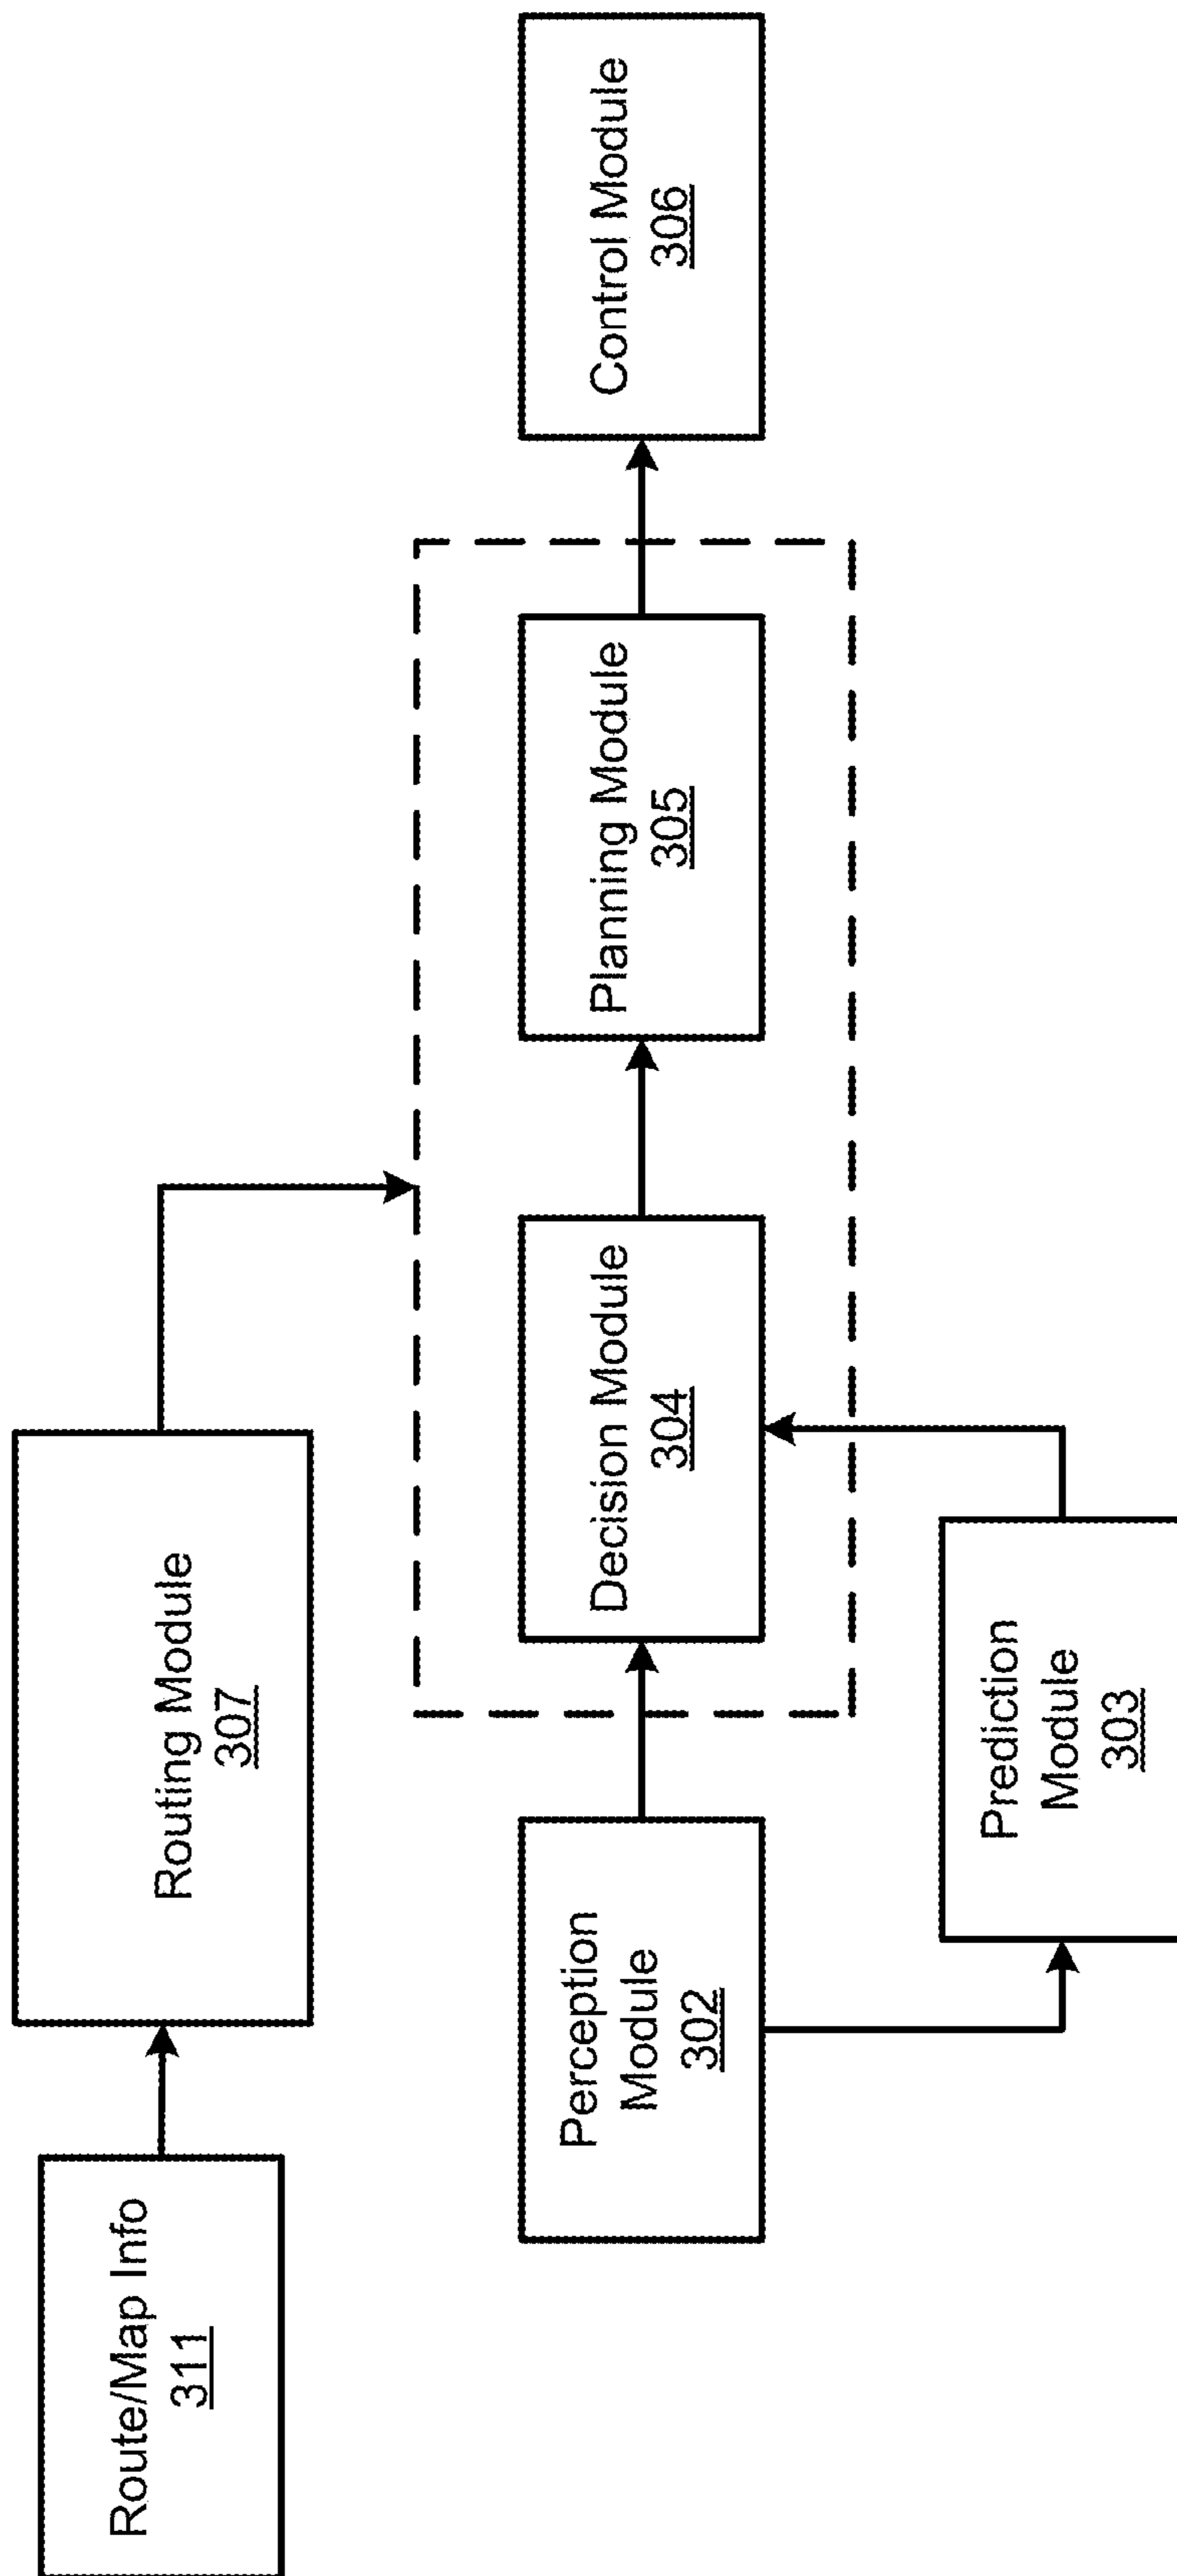 Route/Map Info
311
Routing Module
307
Perception
Module
302
Decision Module
304
Planning Module
305
Control Module
306
Prediction
Module
303